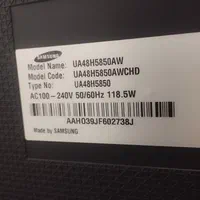 SAMSUNG
Model Name: UA48H5850AW
Model Code: UA48H5850AWCHD
Type No: UA48H5850
AC100-240V 50/60Hz 118.5W
AAH039JF602738J
Made by SAMSUNG